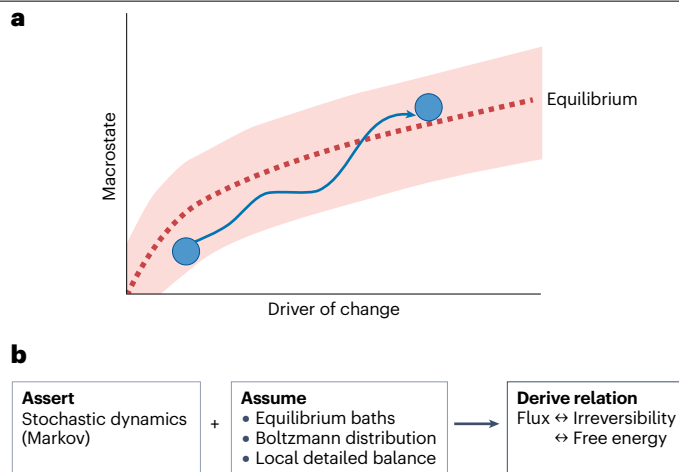 a
Macrostate
Equilibrium
Driver of change
b
Assert
Stochastic dynamics
(Markov)
+
Assume
• Equilibrium baths
• Boltzmann distribution
• Local detailed balance
Derive relation
Flux ↔ Irreversibility
↔ Free energy